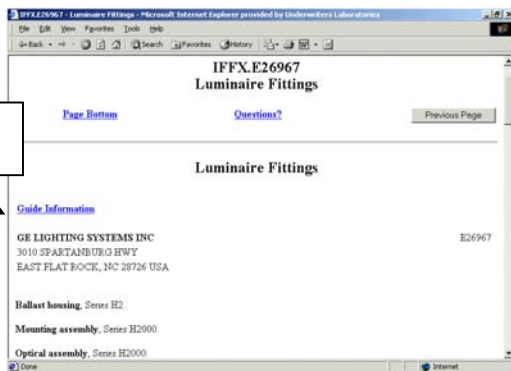 IFFX.E26967 - Luminaire Fittings - Microsoft Internet Explorer provided by Underwriters Laboratories
File Edit View Favorites Tools Help
Back Search Favorites History
IFFX.E26967
Luminaire Fittings
Page Bottom Questions? Previous Page
Luminaire Fittings
Guide Information
GE LIGHTING SYSTEMS INC E26967
3010 SPARTANBURG HWY
EAST FLAT ROCK, NC 28726 USA
Ballast housing, Series H2.
Mounting assembly, Series H2000.
Optical assembly, Series H2000.
Done Internet